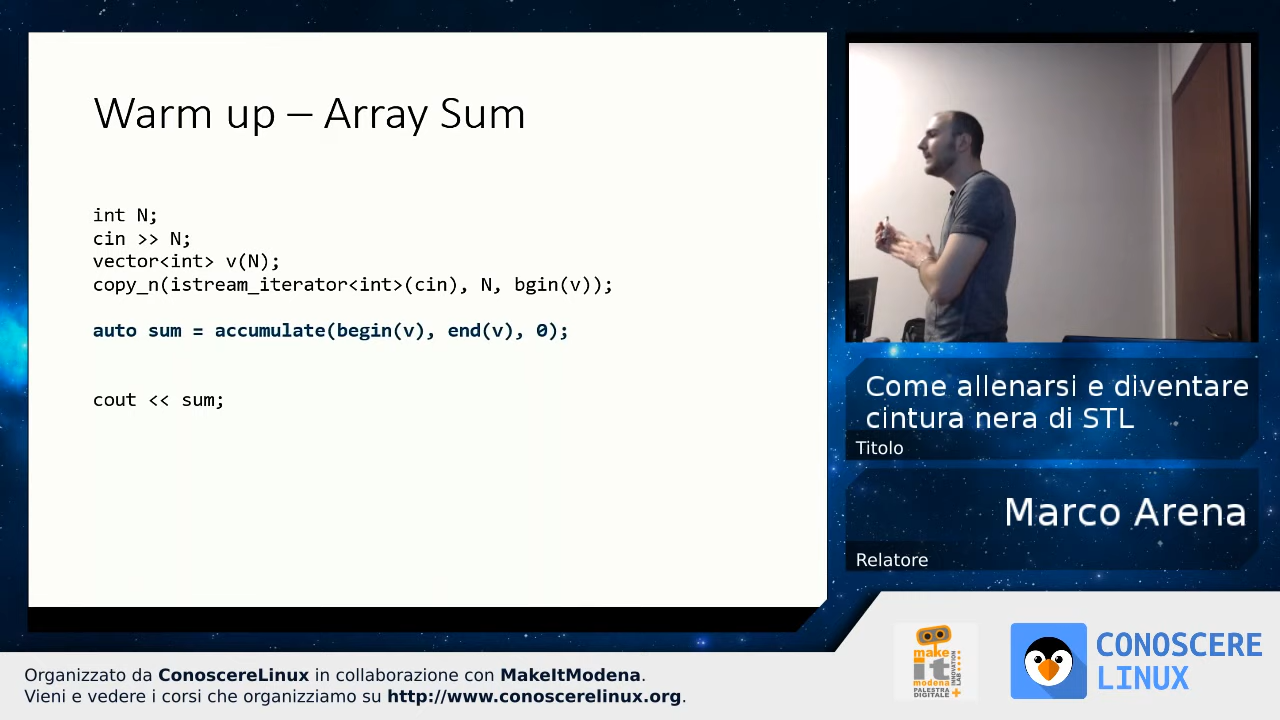 Warm up – Array Sum
int N;
cin >> N;
vector<int> v(N);
copy_n(istream_iterator<int>(cin), N, bgin(v));
auto sum = accumulate(begin(v), end(v), 0);
cout << sum;
Come allenarsi e diventare
cintura nera di STL
Titolo
Marco Arena
Relatore
make
it
modena
PALESTRA
DIGITALE
INNOVATION
LAB
CONOSCERE
LINUX
Organizzato da ConoscereLinux in collaborazione con MakeItModena.
Vieni e vedere i corsi che organizziamo su http://www.conoscerelinux.org.